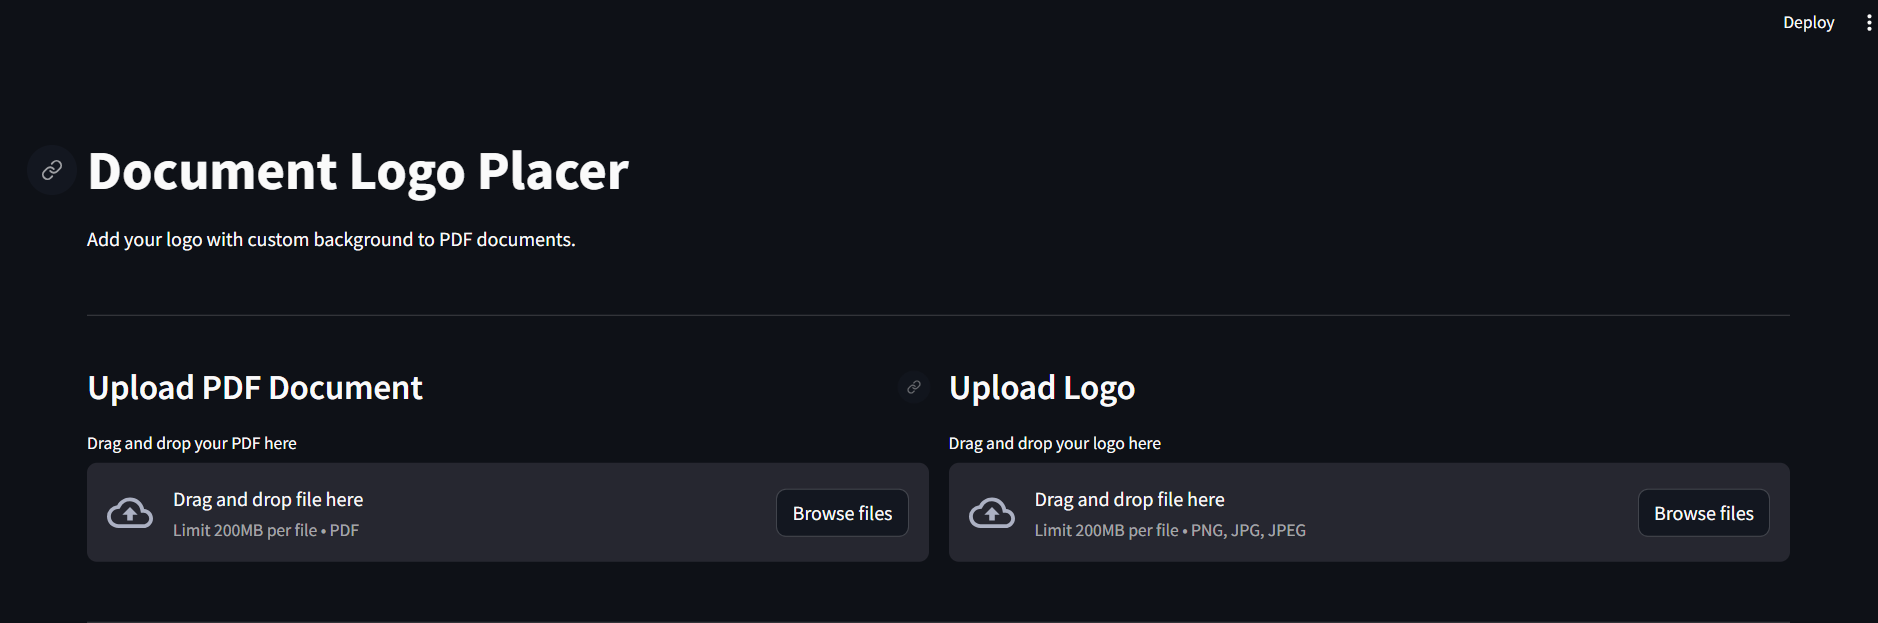 Deploy
Document Logo Placer
Add your logo with custom background to PDF documents.
Upload PDF Document
Drag and drop your PDF here
Drag and drop file here
Limit 200MB per file • PDF
Browse files
Upload Logo
Drag and drop your logo here
Drag and drop file here
Limit 200MB per file • PNG, JPG, JPEG
Browse files